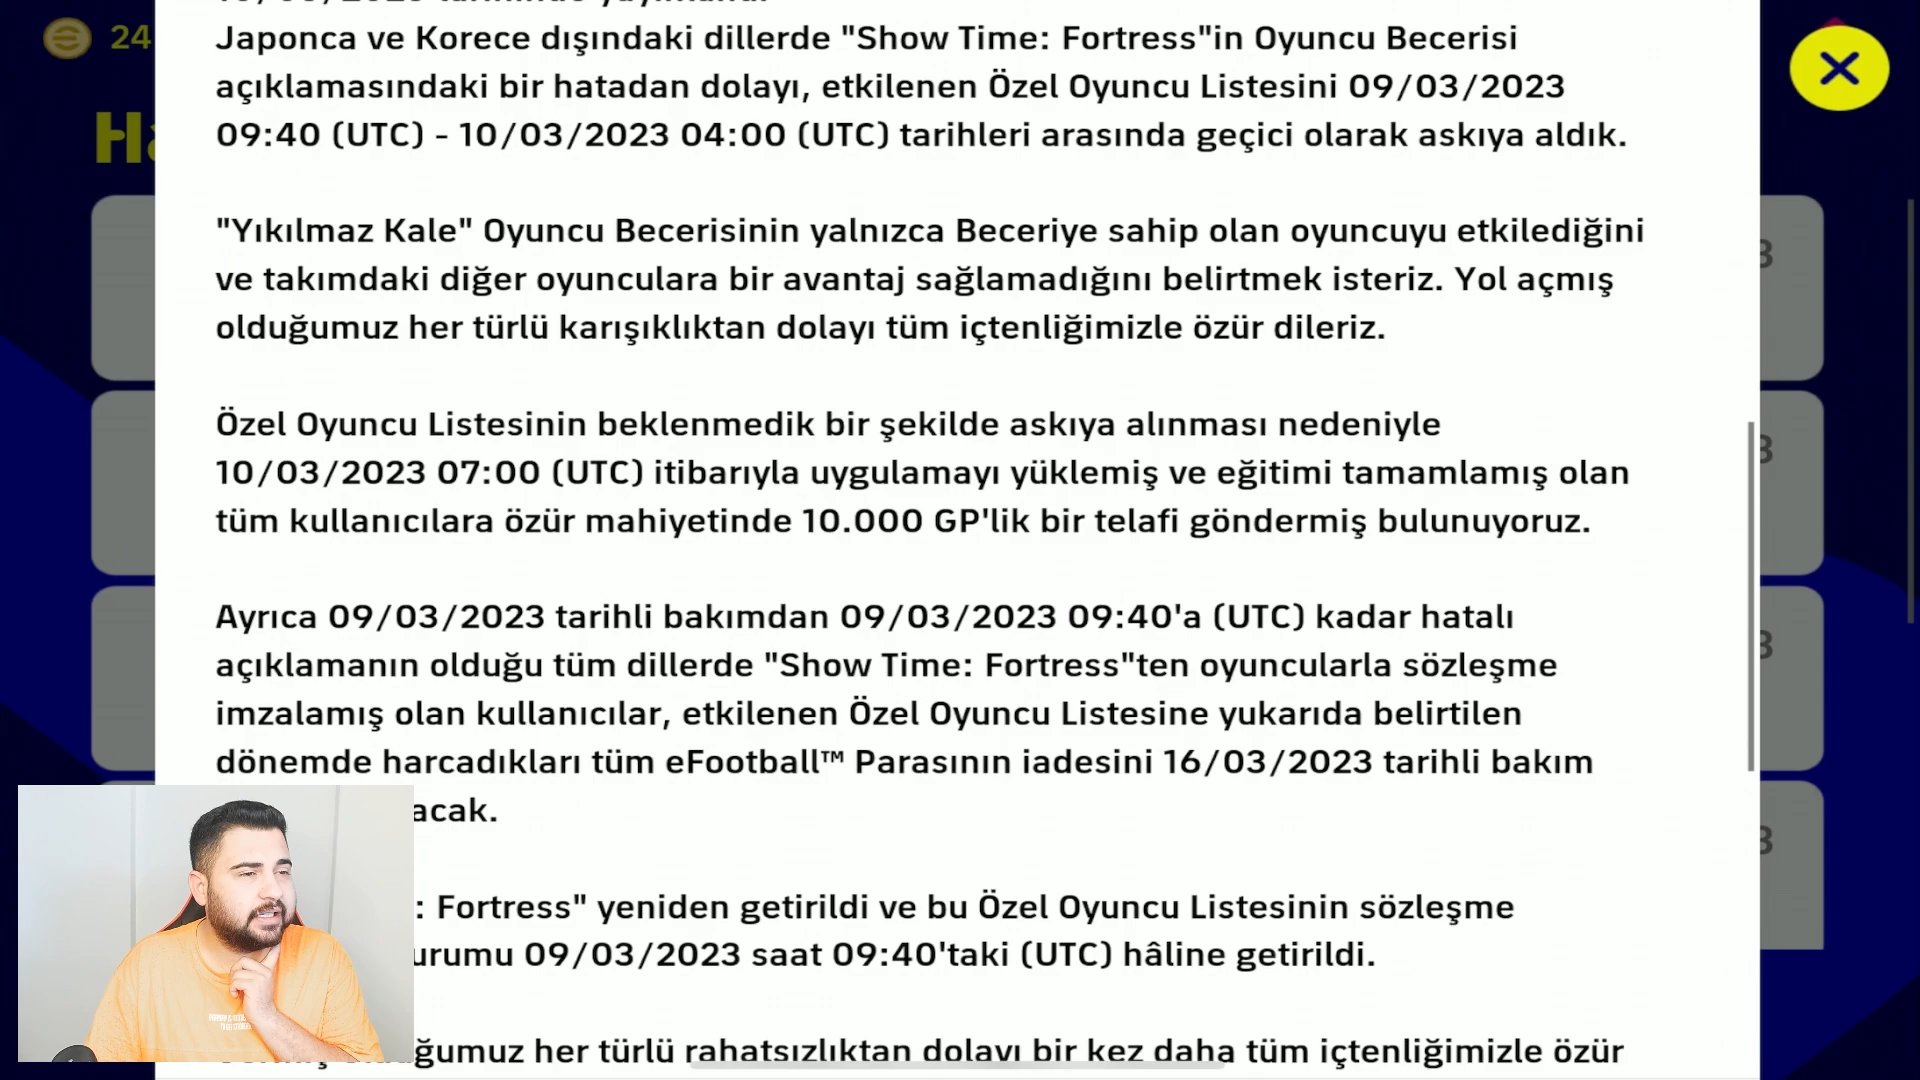 24
Japonca ve Korece dışındaki dillerde "Show Time: Fortress"in Oyuncu Becerisi
açıklamasındaki bir hatadan dolayı, etkilenen Özel Oyuncu Listesini 09/03/2023
09:40 (UTC) - 10/03/2023 04:00 (UTC) tarihleri arasında geçici olarak askıya aldık.
"Yıkılmaz Kale" Oyuncu Becerisinin yalnızca Beceriye sahip olan oyuncuyu etkilediğini
ve takımdaki diğer oyunculara bir avantaj sağlamadığını belirtmek isteriz. Yol açmış
olduğumuz her türlü karışıklıktan dolayı tüm içtenliğimizle özür dileriz.
Özel Oyuncu Listesinin beklenmedik bir şekilde askıya alınması nedeniyle
10/03/2023 07:00 (UTC) itibarıyla uygulamayı yüklemiş ve eğitimi tamamlamış olan
tüm kullanıcılara özür mahiyetinde 10.000 GP'lik bir telafi göndermiş bulunuyoruz.
Ayrıca 09/03/2023 tarihli bakımdan 09/03/2023 09:40'a (UTC) kadar hatalı
açıklamanın olduğu tüm dillerde "Show Time: Fortress"ten oyuncularla sözleşme
imzalamış olan kullanıcılar, etkilenen Özel Oyuncu Listesine yukarıda belirtilen
dönemde harcadıkları tüm eFootball™ Parasının iadesini 16/03/2023 tarihli bakım
acak.
: Fortress" yeniden getirildi ve bu Özel Oyuncu Listesinin sözleşme
urumu 09/03/2023 saat 09:40'taki (UTC) hâline getirildi.
ğumuz her türlü rahatsızlıktan dolayı bir kez daha tüm içtenliğimizle özür